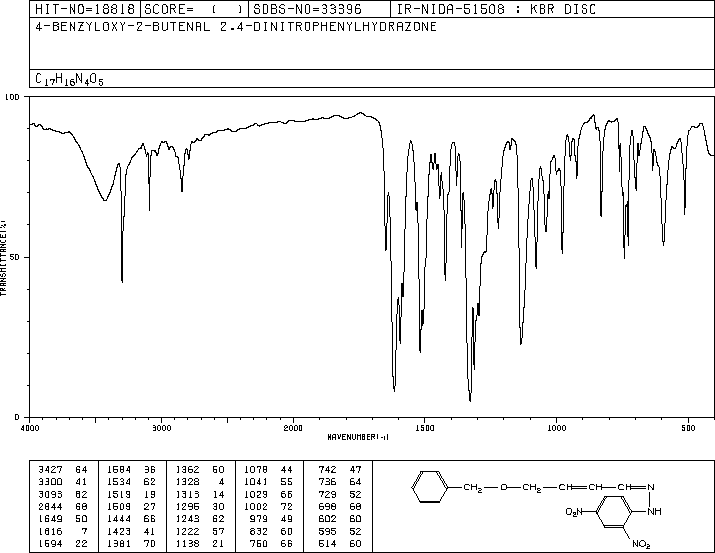 HIT-NO=18818 SCORE= ( ) SDBS-NO=33396 IR-NIDA-51508 : KBR DISC
4-BENZYLOXY-2-BUTENAL 2,4-DINITROPHENYLHYDRAZONE
C17H16N4O5
100
50
0
TRANSMITTANCE(%)
4000 3000 2000 1500 1000 500
WAVENUMBER(-1)
3427 64 1584 36 1362 50 1078 44 742 47
3300 41 1534 62 1328 4 1041 55 736 64
3093 62 1519 19 1313 14 1029 66 729 52
2844 68 1509 27 1295 30 1002 72 698 68
1649 50 1444 66 1243 62 979 49 602 60
1616 7 1423 41 1222 57 832 60 595 52
1594 22 1381 70 1138 21 760 66 514 60
CH2 O CH2 CH CH CH N
O2N NH
NO2